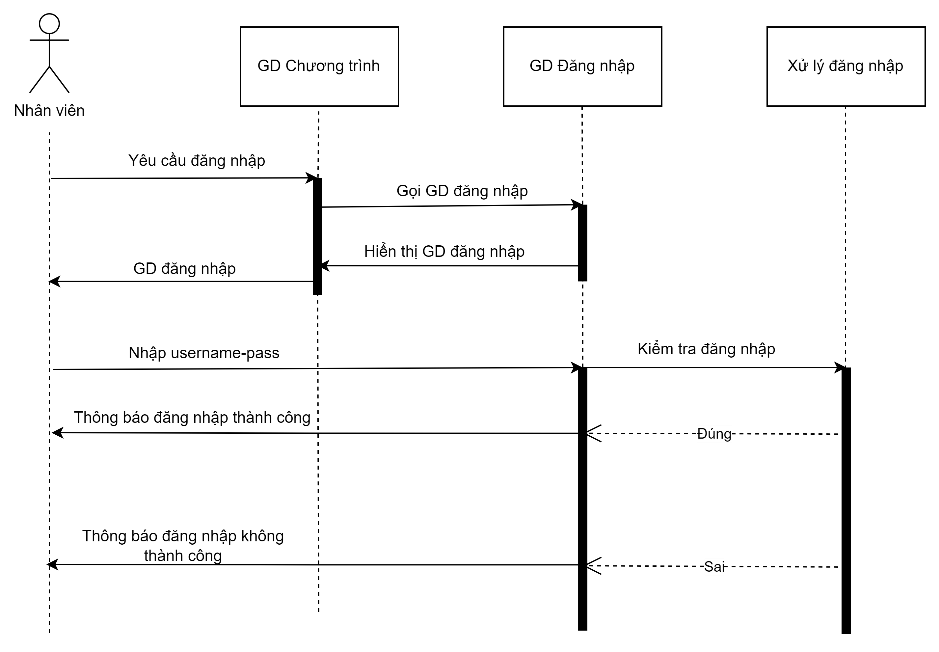 Nhân viên
GD Chương trình
GD Đăng nhập
Xứ lý đăng nhập
Yêu cầu đăng nhập
Gọi GD đăng nhập
Hiển thị GD đăng nhập
GD đăng nhập
Nhập username-pass
Kiểm tra đăng nhập
Thông báo đăng nhập thành công
Đúng
Thông báo đăng nhập không
thành công
Sai